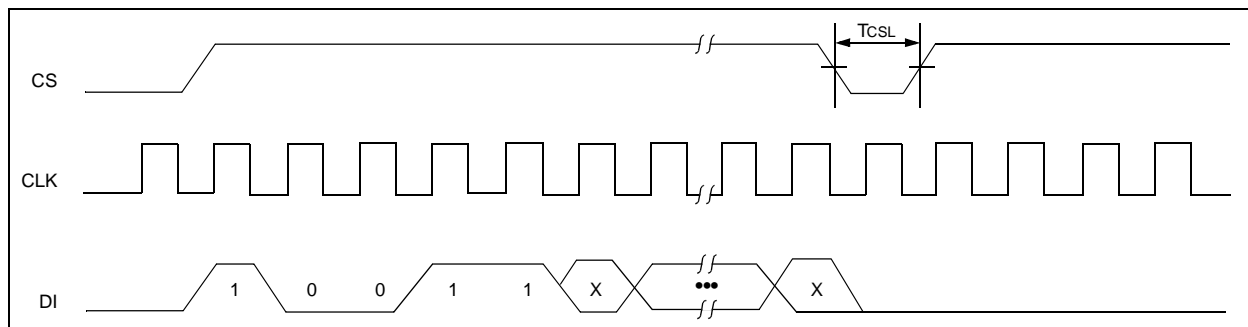 TCSL
CS
CLK
DI 1 0 0 1 1 X ••• X